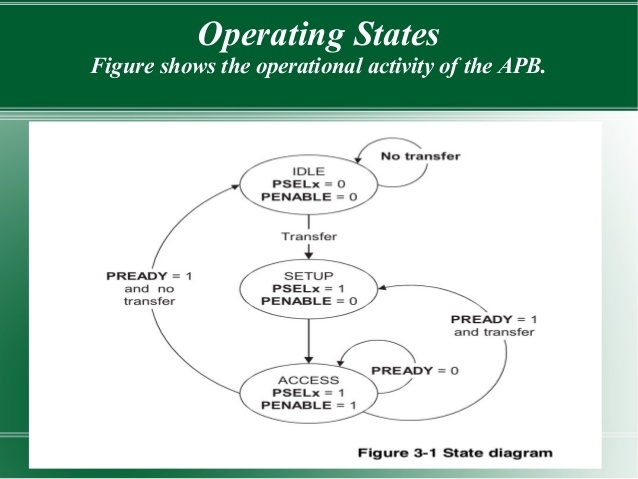 Operating States
Figure shows the operational activity of the APB.
No transfer
IDLE
PSELx = 0
PENABLE = 0
Transfer
PREADY = 1
and no
transfer
SETUP
PSELx = 1
PENABLE = 0
PREADY = 1
and transfer
PREADY = 0
ACCESS
PSELx = 1
PENABLE = 1
Figure 3-1 State diagram